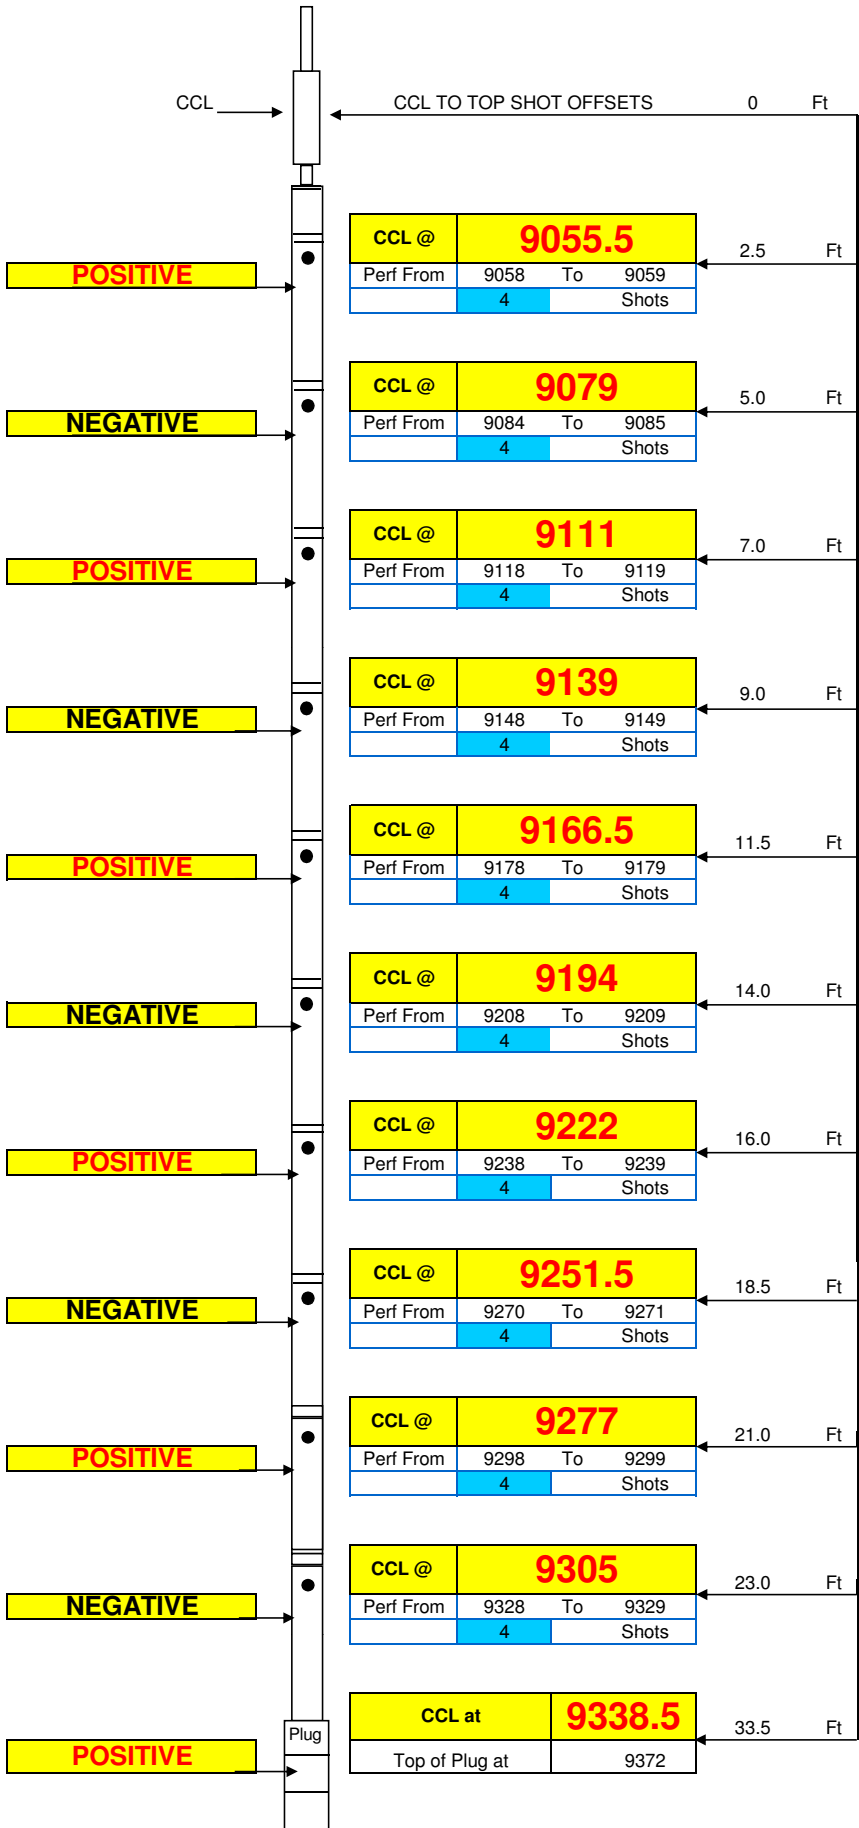 CCL CCL TO TOP SHOT OFFSETS 0 Ft
CCL @ 9055.5
2.5 Ft
POSITIVE Perf From 9058 To 9059
4 Shots
CCL @ 9079
5.0 Ft
NEGATIVE Perf From 9084 To 9085
4 Shots
CCL @ 9111
7.0 Ft
POSITIVE Perf From 9118 To 9119
4 Shots
CCL @ 9139
9.0 Ft
NEGATIVE Perf From 9148 To 9149
4 Shots
CCL @ 9166.5
11.5 Ft
POSITIVE Perf From 9178 To 9179
4 Shots
CCL @ 9194
14.0 Ft
NEGATIVE Perf From 9208 To 9209
4 Shots
CCL @ 9222
16.0 Ft
POSITIVE Perf From 9238 To 9239
4 Shots
CCL @ 9251.5
18.5 Ft
NEGATIVE Perf From 9270 To 9271
4 Shots
CCL @ 9277
21.0 Ft
POSITIVE Perf From 9298 To 9299
4 Shots
CCL @ 9305
23.0 Ft
NEGATIVE Perf From 9328 To 9329
4 Shots
CCL at 9338.5
Plug 33.5 Ft
POSITIVE Top of Plug at 9372